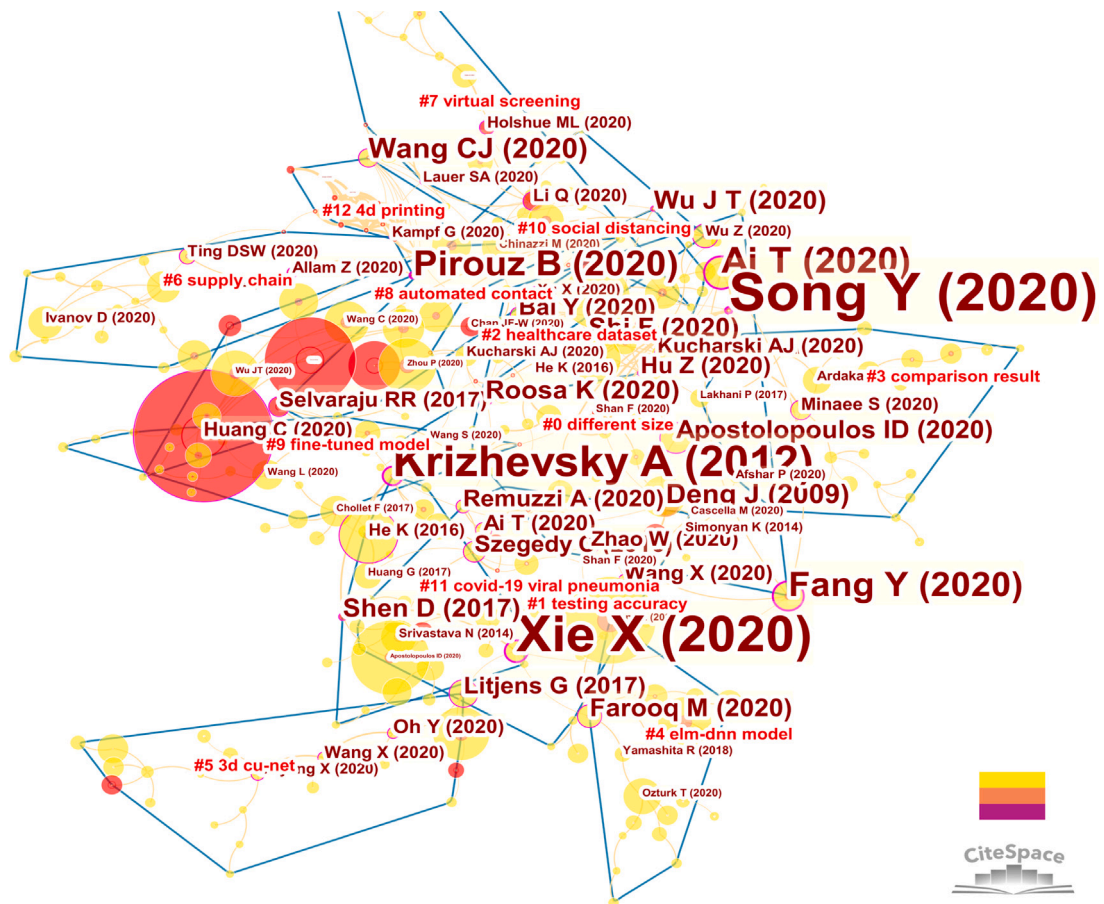 #7 virtual screening
Holshue ML (2020)
Wang CJ (2020)
Lauer SA (2020)
Li Q (2020)
Wu J T (2020)
#12 4d printing
Kampf G (2020)
#10 social distancing
Wu Z (2020)
Chinazzi M (2020)
Ting DSW (2020)
Allam Z (2020)
Pirouz B (2020)
Ai T (2020)
#6 supply chain
#8 automated contact
Song Y (2020)
Bai Y (2020)
Ivanov D (2020)
Wang C (2020)
Chan JF-W (2020)
Shi F (2020)
#2 healthcare dataset
Kucharski AJ (2020)
Kucharski AJ (2020)
Zhou P (2020)
He K (2016)
Hu Z (2020)
Wu JT (2020)
Ardaka
#3 comparison result
Selvaraju RR (2017)
Roosa K (2020)
Lakhani P (2017)
Minaee S (2020)
Shan F (2020)
Huang C (2020)
#0 different size
Apostolopoulos ID (2020)
Wang S (2020)
#9 fine-tuned model
Krizhevsky A (2012)
Wang L (2020)
Afshar P (2020)
Remuzzi A (2020)
Deng J (2009)
Chollet F (2017)
Cascella M (2020)
He K (2016)
Ai T (2020)
Simonyan K (2014)
Szegedy C
Zhao W (2020)
Shan F (2020)
Huang G (2017)
Wang X (2020)
#11 covid-19 viral pneumonia
Fang Y (2020)
Shen D (2017)
#1 testing accuracy
Srivastava N (2014)
Xie X (2020)
Apostolopoulos ID (2020)
Litjens G (2017)
Farooq M (2020)
Oh Y (2020)
#4 elm-dnn model
Wang X (2020)
Yamashita R (2018)
#5 3d cu-net
X (2020)
Ozturk T (2020)
CiteSpace